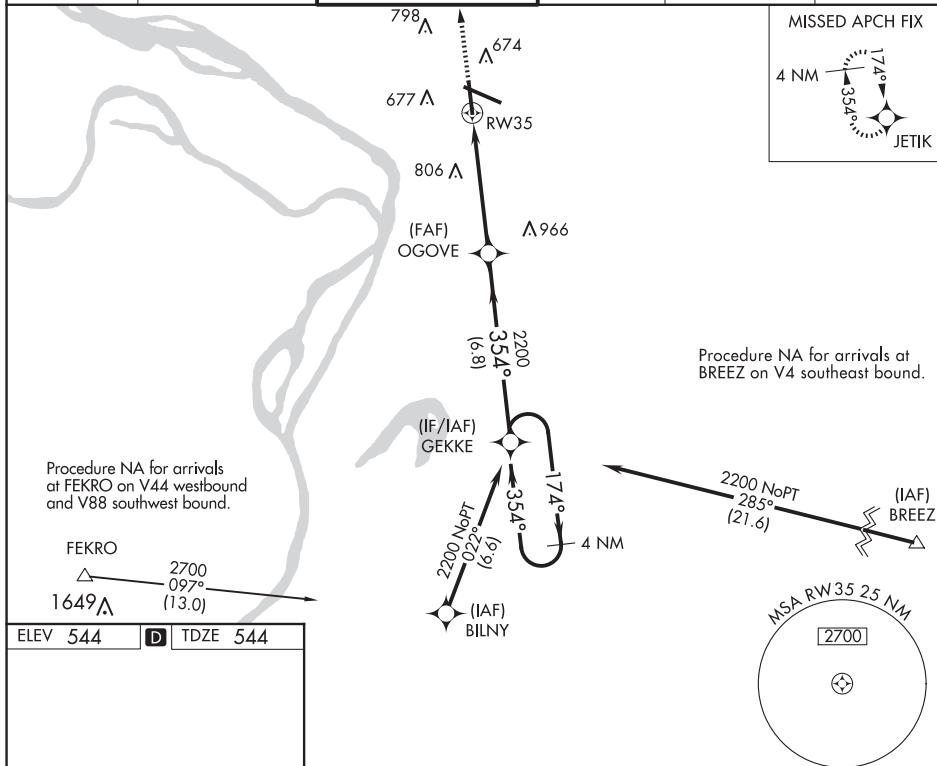 798
674
677
RW35
806
966
(FAF)
OGOVE
MISSED APCH FIX
4 NM
174°
354°
JETIK
2200
354°
(6.8)
Procedure NA for arrivals at
BREEZ on V4 southeast bound.
(IF/IAF)
GEKKE
174°
354°
4 NM
2200 NoPT
022°
(6.6)
(IAF)
BILNY
2200 NoPT
285°
(21.6)
(IAF)
BREEZ
Procedure NA for arrivals
at FEKRO on V44 westbound
and V88 southwest bound.
FEKRO
2700
097°
(13.0)
1649
ELEV 544 D TDZE 544
MSA RW35 25 NM
2700